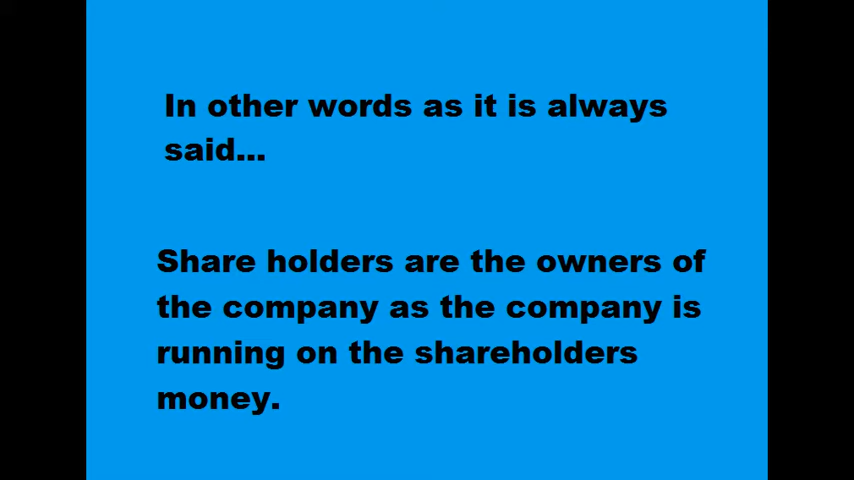 In other words as it is always
said...
Share holders are the owners of
the company as the company is
running on the shareholders
money.